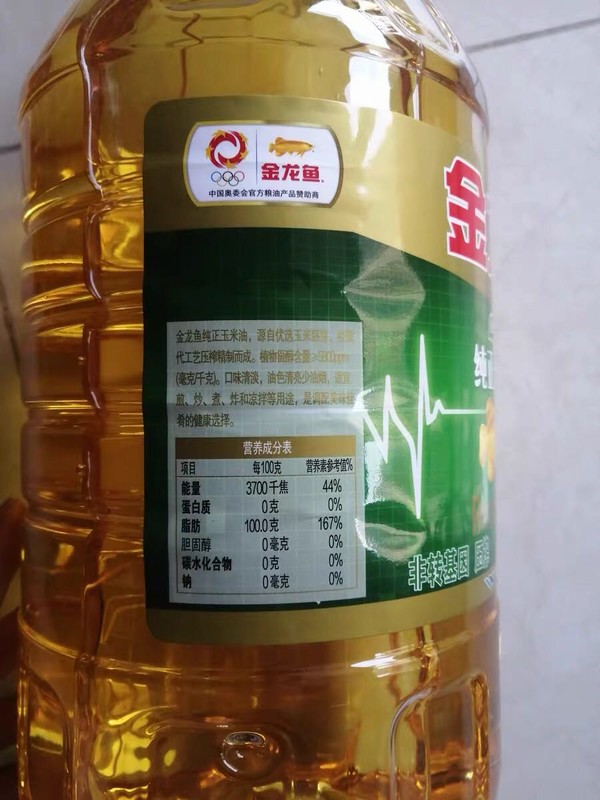 金龙鱼
中国奥委会官方粮油产品赞助商
金
金龙鱼纯正玉米油，源自优选玉米胚芽，
代工艺压榨精制而成。植物甾醇含量
(毫克/千克)。口味清淡，油色清亮少油烟，
煎、炒、煮、炸和凉拌等用途，是调配美味
肴的健康选择。
纯正
营养成分表
项目 每100克 营养素参考值%
能量 3700千焦 44%
蛋白质 0克 0%
脂肪 100.0克 167%
胆固醇 0毫克 0%
碳水化合物 0克 0%
钠 0毫克 0%
非转基因